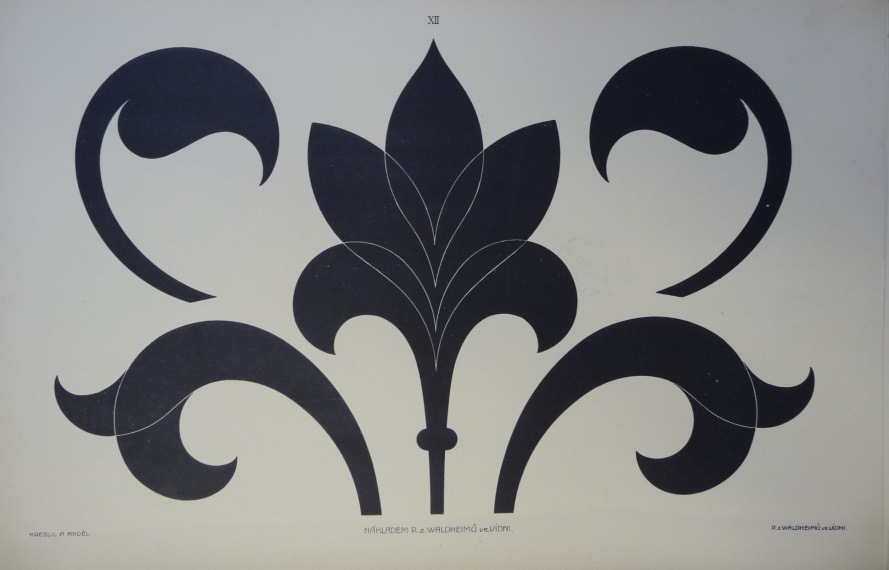 XII
KRESLIL A. ANDĚL.
NÁKLADEM R. z WALDHEIMŮ ve VÍDNI.
R. z WALDHEIMŮ ve VÍDNI.